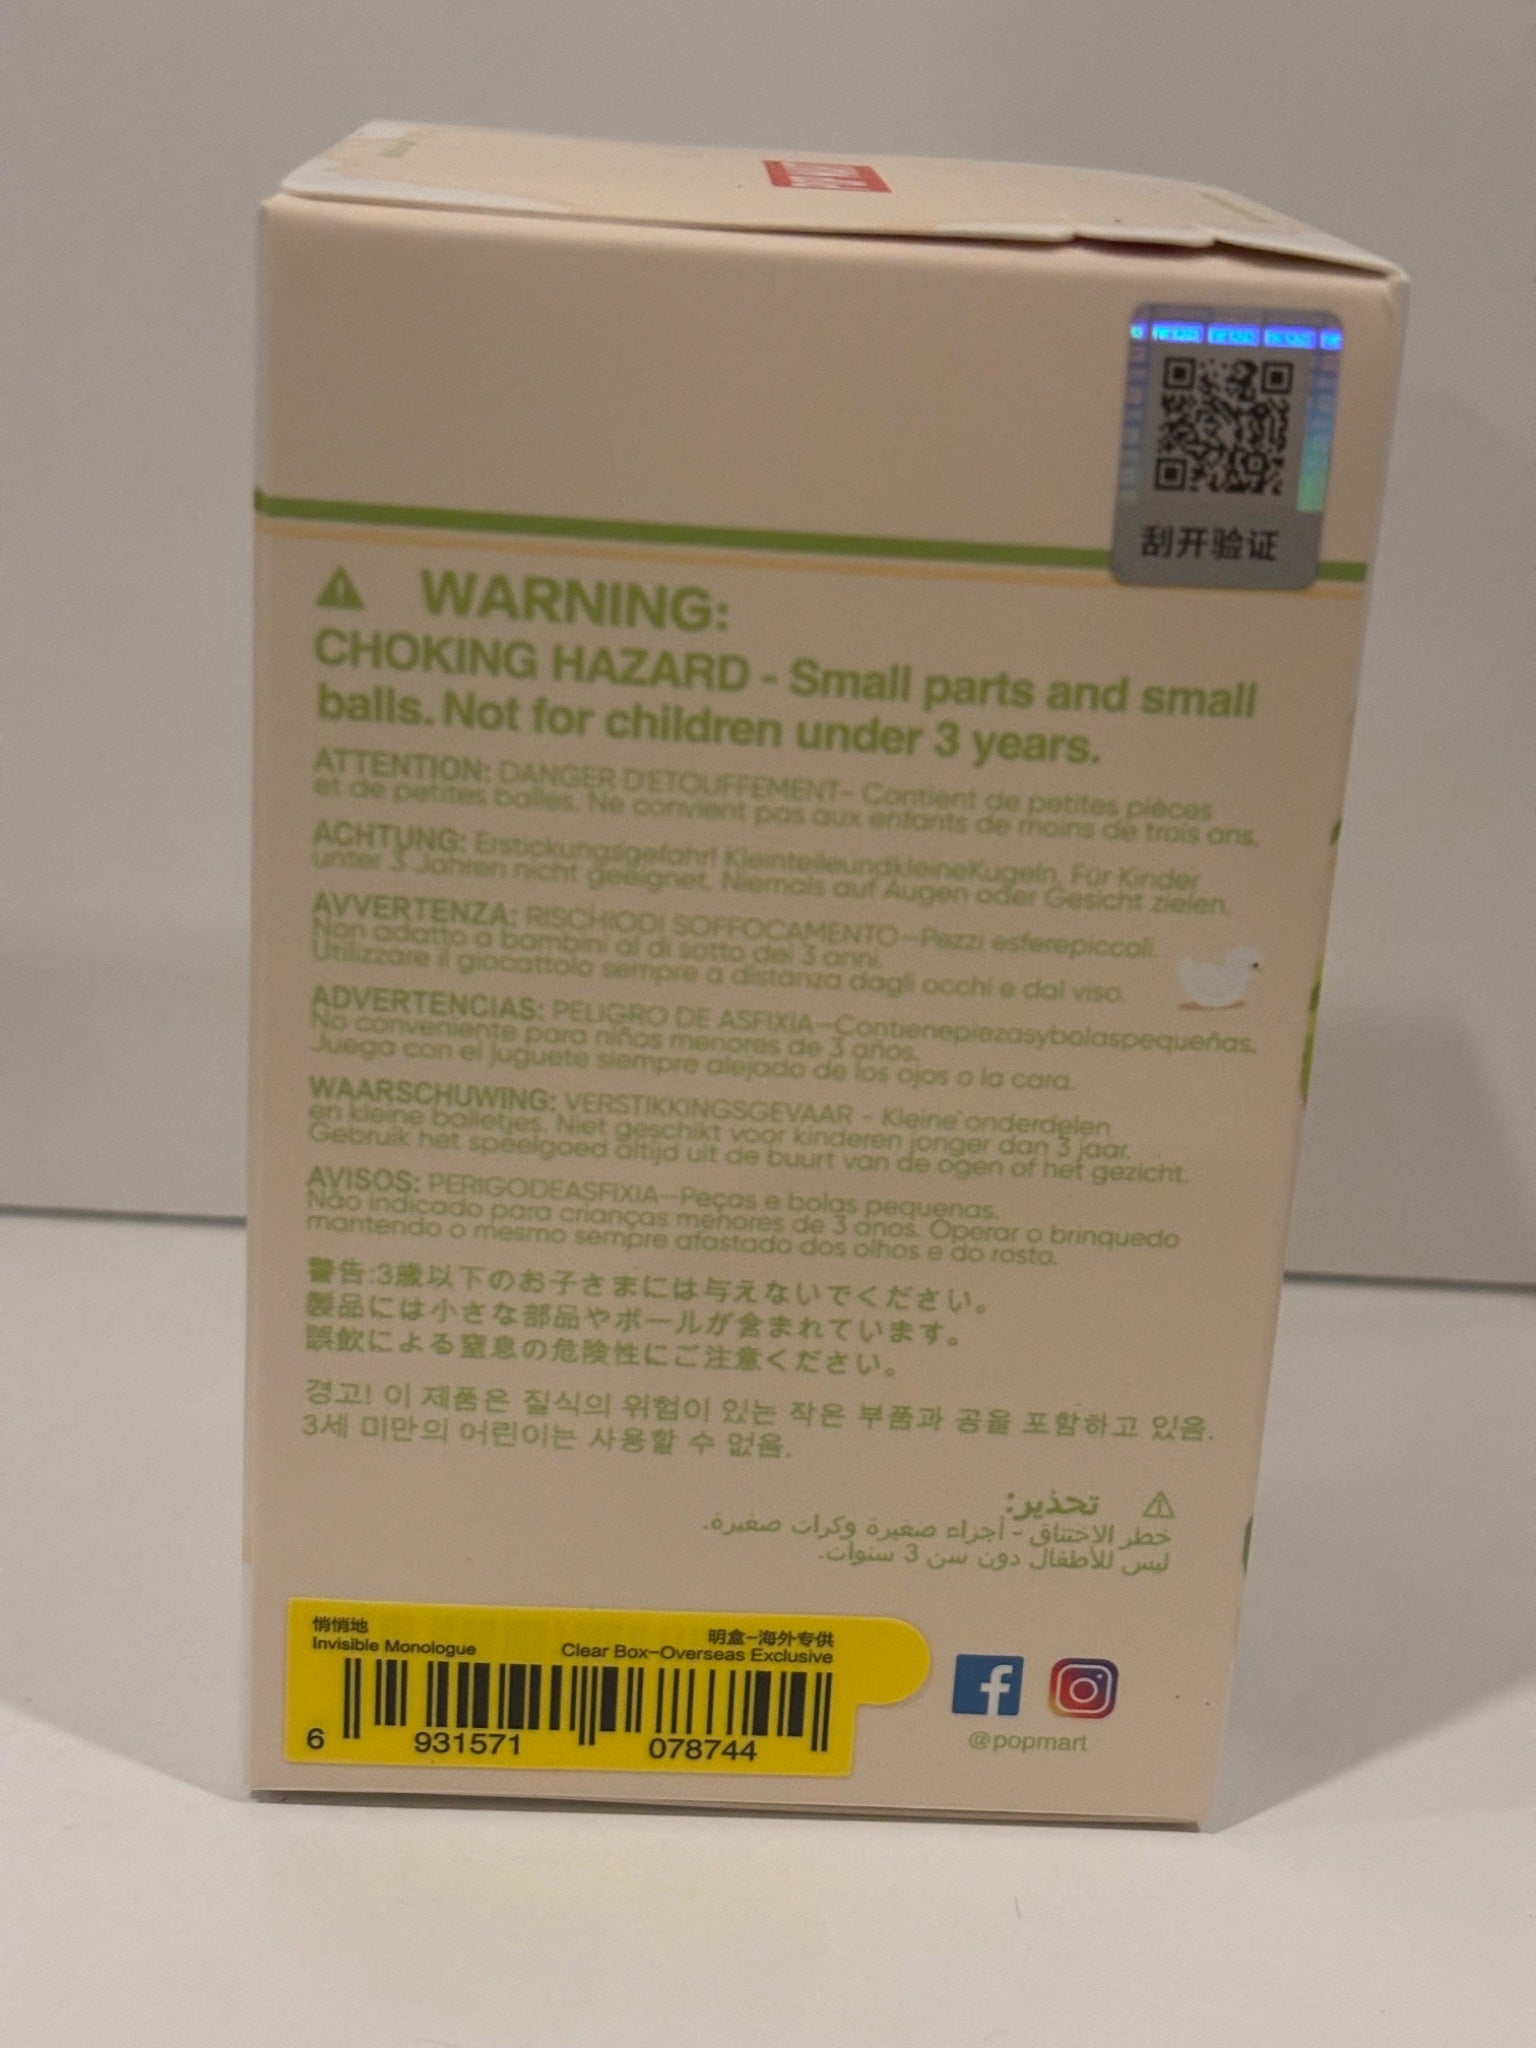 POP MART
刮开验证
WARNING:
CHOKING HAZARD - Small parts and small
balls. Not for children under 3 years.
ATTENTION: DANGER D'ETOUFFEMENT- Contient de petites pièces
et de petites balles. Ne convient pas aux enfants de moins de trois ans.
ACHTUNG: Erstickungsgefahr! KleinteileundkleineKugeln. Für Kinder
unter 3 Jahren nicht geeignet. Niemals auf Augen oder Gesicht zielen.
AVVERTENZA: RISCHIODI SOFFOCAMENTO—Pezzi esferepiccoli.
Non adatto a bambini al di sotto dei 3 anni.
Utilizzare il giocattolo sempre a distanza dagli occhi e dal viso.
ADVERTENCIAS: PELIGRO DE ASFIXIA—Contienepiezasybolaspequeñas.
No conveniente para niños menores de 3 años.
Juega con el juguete siempre alejado de los ojos o la cara.
WAARSCHUWING: VERSTIKKINGSGEVAAR - Kleine onderdelen
en kleine balletjes. Niet geschikt voor kinderen jonger dan 3 jaar.
Gebruik het speelgoed altijd uit de buurt van de ogen of het gezicht.
AVISOS: PERIGODEASFIXIA—Peças e bolas pequenas.
Não indicado para crianças menores de 3 anos. Operar o brinquedo
mantendo o mesmo sempre afastado dos olhos e do rosto.
警告:3歳以下のお子さまには与えないでください。
製品には小さな部品やボールが含まれています。
誤飲による窒息の危険性にご注意ください。
경고! 이 제품은 질식의 위험이 있는 작은 부품과 공을 포함하고 있음.
3세 미만의 어린이는 사용할 수 없음.
تحذير:
خطر الاختناق - أجزاء صغيرة وكرات صغيرة.
ليس للأطفال دون سن 3 سنوات.
悄悄地 明盒-海外专供
Invisible Monologue Clear Box-Overseas Exclusive
6 931571 078744
@popmart